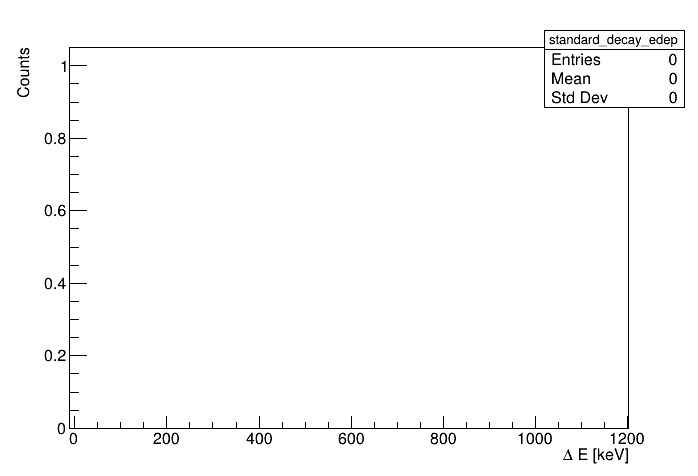 standard_decay_edep
Entries 0
Mean 0
Std Dev 0
Counts
1
0.8
0.6
0.4
0.2
0
0 200 400 600 800 1000 1200
Δ E [keV]